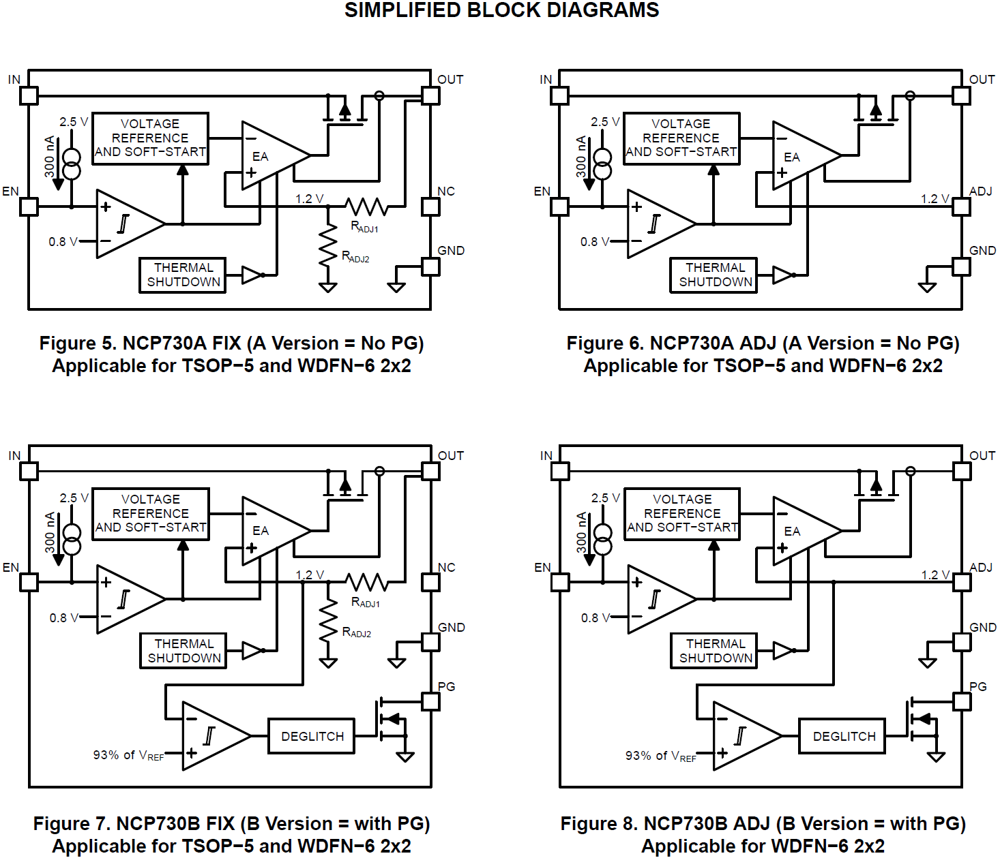 SIMPLIFIED BLOCK DIAGRAMS
IN
OUT
2.5 V
300 nA
VOLTAGE
REFERENCE
AND SOFT−START
−
EA
+
EN
NC
1.2 V
+
RADJ1
0.8 V
−
RADJ2
GND
THERMAL
SHUTDOWN
Figure 5. NCP730A FIX (A Version = No PG)
Applicable for TSOP−5 and WDFN−6 2x2
IN
OUT
2.5 V
300 nA
VOLTAGE
REFERENCE
AND SOFT−START
−
EA
+
EN
ADJ
1.2 V
+
0.8 V
−
GND
THERMAL
SHUTDOWN
Figure 6. NCP730A ADJ (A Version = No PG)
Applicable for TSOP−5 and WDFN−6 2x2
IN
OUT
2.5 V
300 nA
VOLTAGE
REFERENCE
AND SOFT−START
−
EA
+
EN
NC
1.2 V
+
RADJ1
0.8 V
−
RADJ2
GND
THERMAL
SHUTDOWN
PG
−
DEGLITCH
93% of VREF
+
Figure 7. NCP730B FIX (B Version = with PG)
Applicable for TSOP−5 and WDFN−6 2x2
IN
OUT
2.5 V
300 nA
VOLTAGE
REFERENCE
AND SOFT−START
−
EA
+
EN
ADJ
1.2 V
+
0.8 V
−
GND
THERMAL
SHUTDOWN
PG
−
DEGLITCH
93% of VREF
+
Figure 8. NCP730B ADJ (B Version = with PG)
Applicable for WDFN−6 2x2